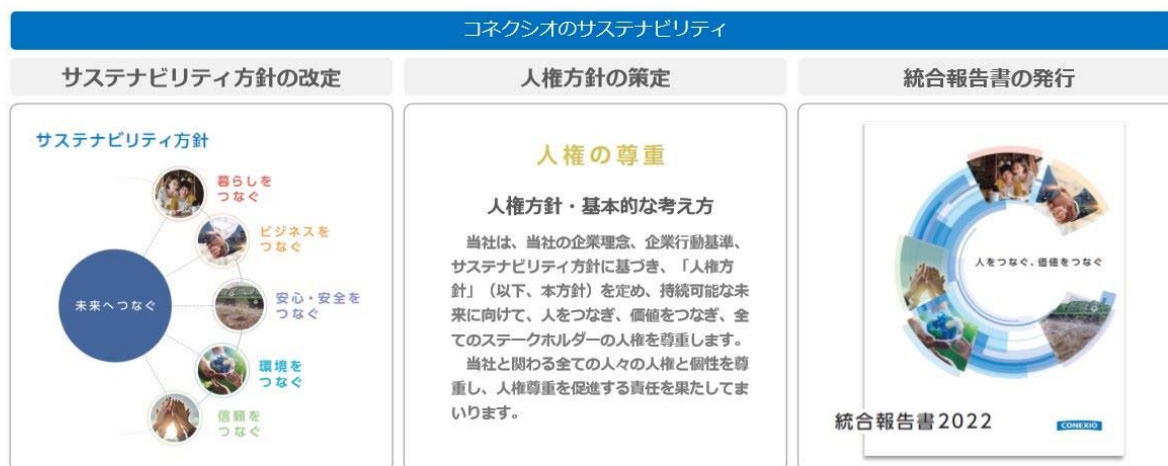 コネクシオのサステナビリティ
サステナビリティ方針の改定
サステナビリティ方針
未来へつなぐ
暮らしを
つなぐ
ビジネスを
つなぐ
安心・安全を
つなぐ
環境を
つなぐ
信頼を
つなぐ
人権方針の策定
人権の尊重
人権方針・基本的な考え方
当社は、当社の企業理念、企業行動基準、
サステナビリティ方針に基づき、「人権方
針」（以下、本方針）を定め、持続可能な未
来に向けて、人をつなぎ、価値をつなぎ、全
てのステークホルダーの人権を尊重します。
当社と関わる全ての人々の人権と個性を尊
重し、人権尊重を促進する責任を果たしてま
いります。
統合報告書の発行
人をつなぐ、価値をつなぐ
統合報告書2022
CONEXIO